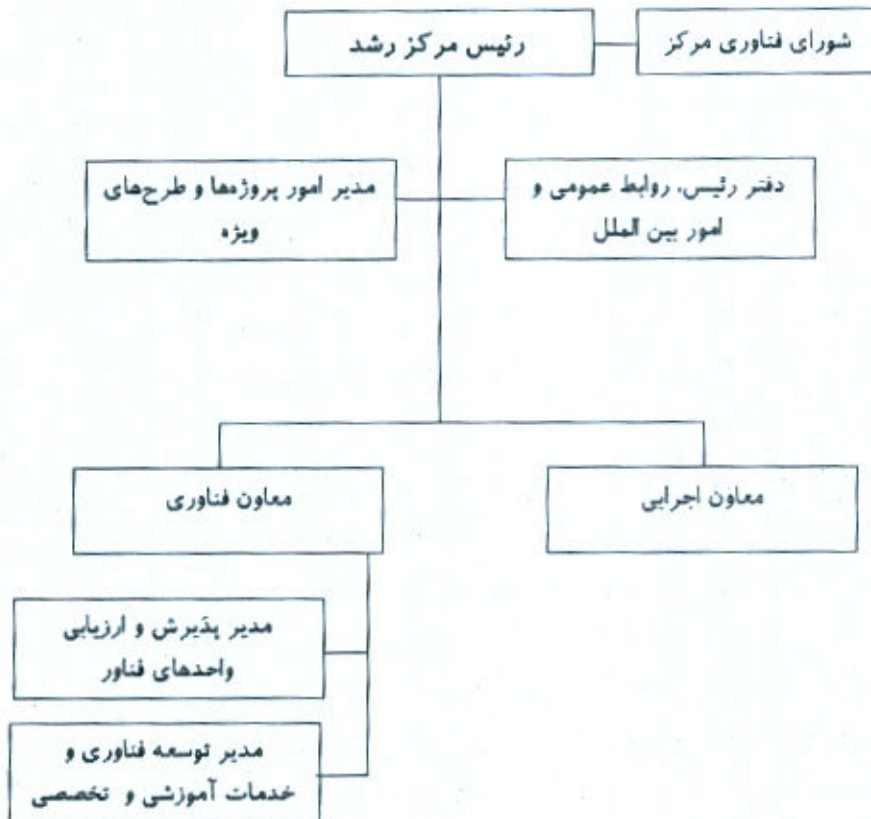 رئیس مرکز رشد
شورای فناوری مرکز
دفتر رئیس، روابط عمومی و
امور بین الملل
مدیر امور پروژه‌ها و طرح‌های
ویژه
معاون اجرایی
معاون فناوری
مدیر پذیرش و ارزیابی
واحدهای فناور
مدیر توسعه فناوری و
خدمات آموزشی و تخصصی